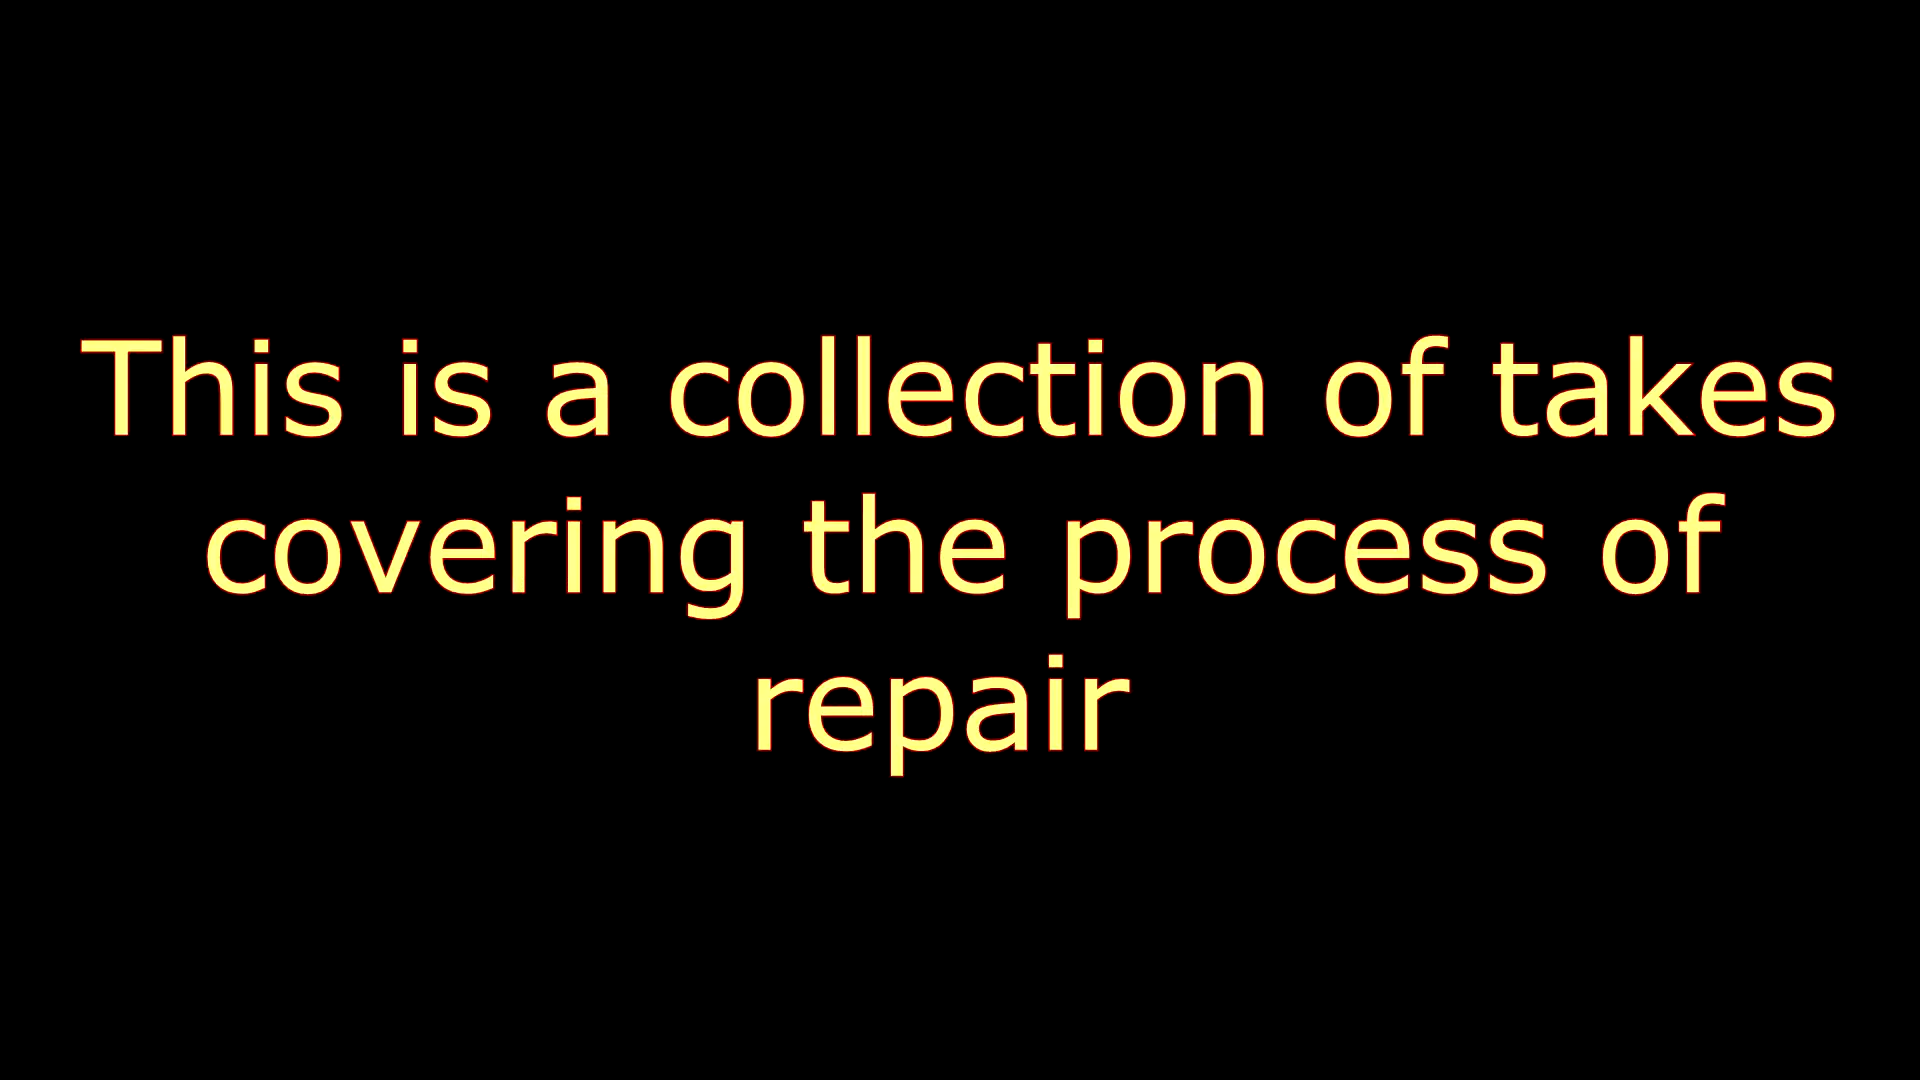 This is a collection of takes
covering the process of
repair